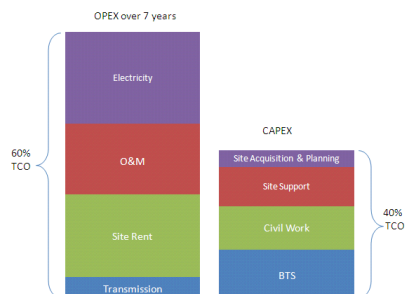 OPEX over 7 years
Electricity
O&M
Site Rent
Transmission
60%
TCO
CAPEX
Site Acquisition & Planning
Site Support
Civil Work
BTS
40%
TCO